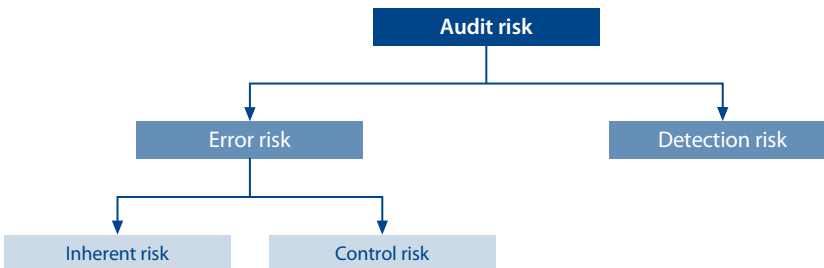 Audit risk
Error risk
Detection risk
Inherent risk
Control risk